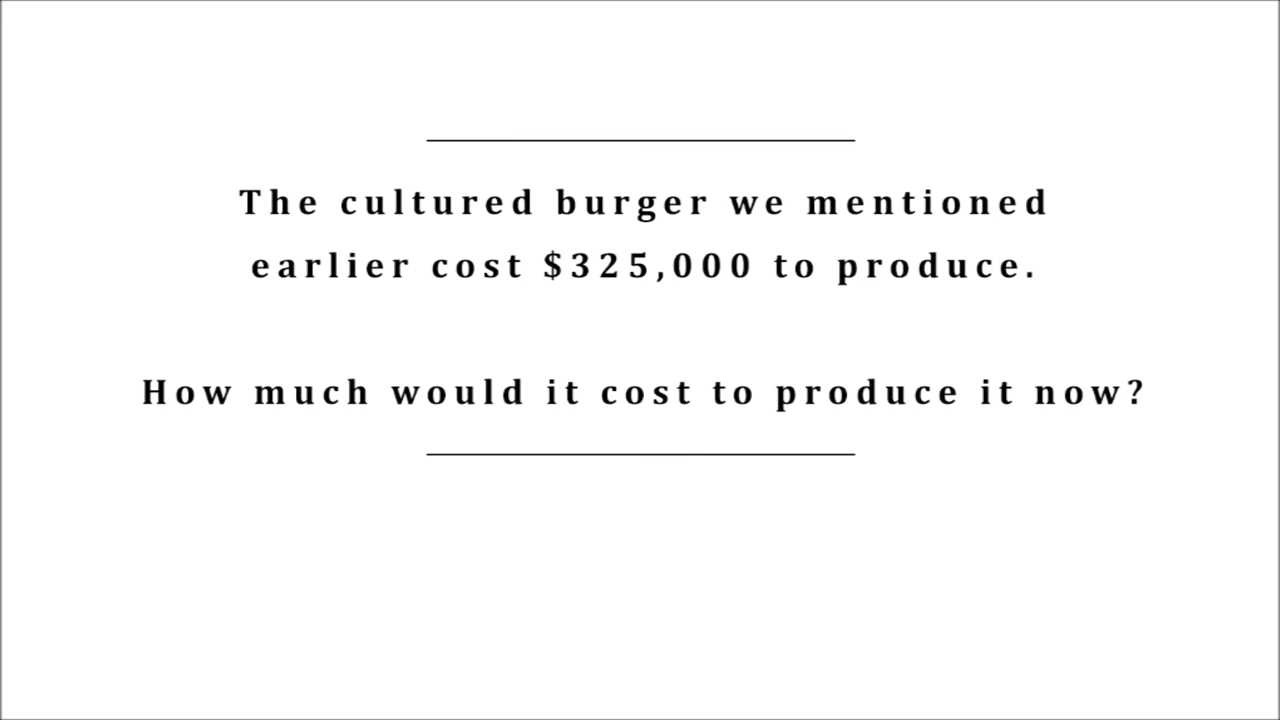 The cultured burger we mentioned
earlier cost $325,000 to produce.
How much would it cost to produce it now?